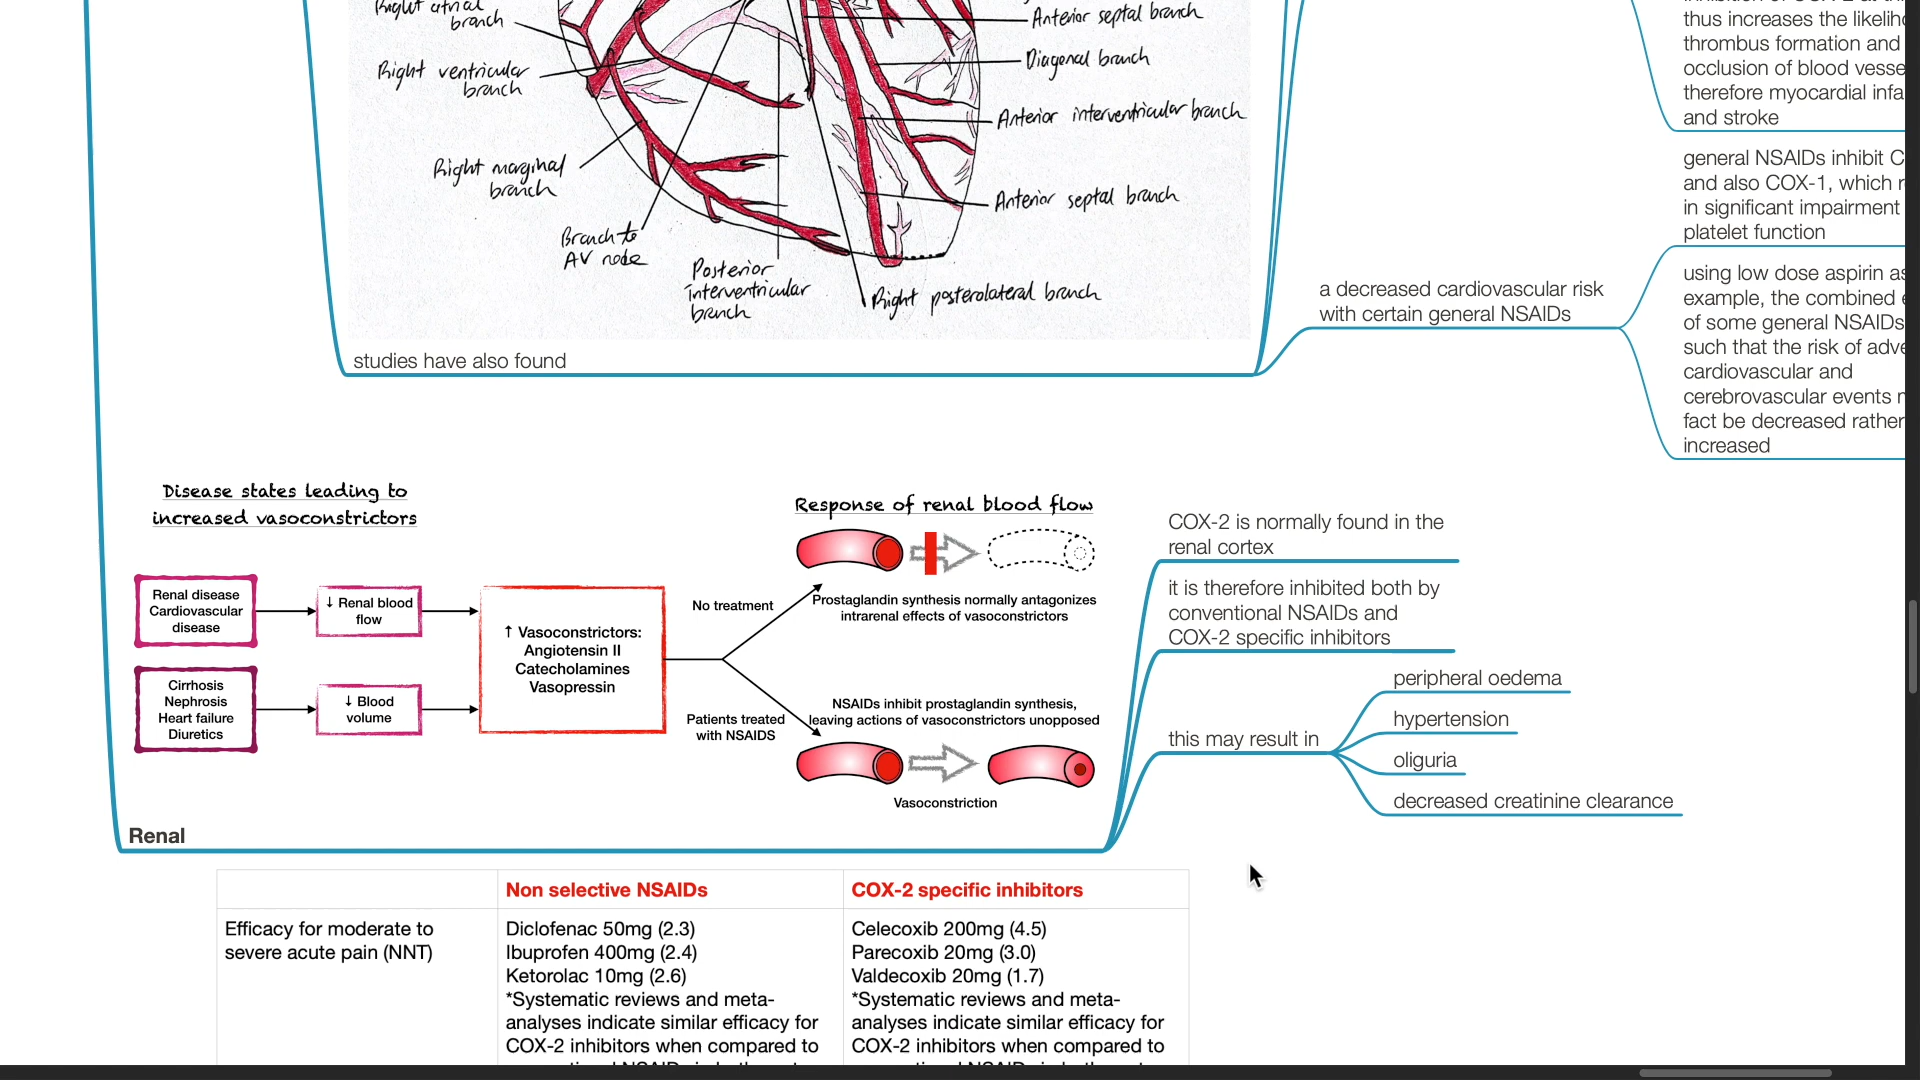 branch
Right ventricular
branch
Right marginal
branch
Branch to
AV node
Posterior
interventricular
branch
Right posterolateral branch
Anterior septal branch
Diagonal branch
Anterior interventricular branch
Anterior septal branch
studies have also found
thus increases the
thrombus formation and
occlusion of blood
therefore myocardial
and stroke
general NSAIDs inhibit
and also COX-1, which
in significant impairment
platelet function
a decreased cardiovascular risk
with certain general NSAIDs
using low dose aspirin
example, the combined
of some general NSAIDs
such that the risk of
cardiovascular and
cerebrovascular events
fact be decreased rather
increased
Disease states leading to
increased vasoconstrictors
Renal disease
Cardiovascular
disease
↓ Renal blood
flow
Cirrhosis
Nephrosis
Heart failure
Diuretics
↓ Blood
volume
↑ Vasoconstrictors:
Angiotensin II
Catecholamines
Vasopressin
No treatment
Patients treated
with NSAIDS
Response of renal blood flow
Prostaglandin synthesis normally antagonizes
intrarenal effects of vasoconstrictors
NSAIDs inhibit prostaglandin synthesis,
leaving actions of vasoconstrictors unopposed
Vasoconstriction
Renal
COX-2 is normally found in the
renal cortex
it is therefore inhibited both by
conventional NSAIDs and
COX-2 specific inhibitors
this may result in
peripheral oedema
hypertension
oliguria
decreased creatinine clearance
Non selective NSAIDs
COX-2 specific inhibitors
Efficacy for moderate to
severe acute pain (NNT)
Diclofenac 50mg (2.3)
Ibuprofen 400mg (2.4)
Ketorolac 10mg (2.6)
*Systematic reviews and meta-
analyses indicate similar efficacy for
COX-2 inhibitors when compared to
Celecoxib 200mg (4.5)
Parecoxib 20mg (3.0)
Valdecoxib 20mg (1.7)
*Systematic reviews and meta-
analyses indicate similar efficacy for
COX-2 inhibitors when compared to